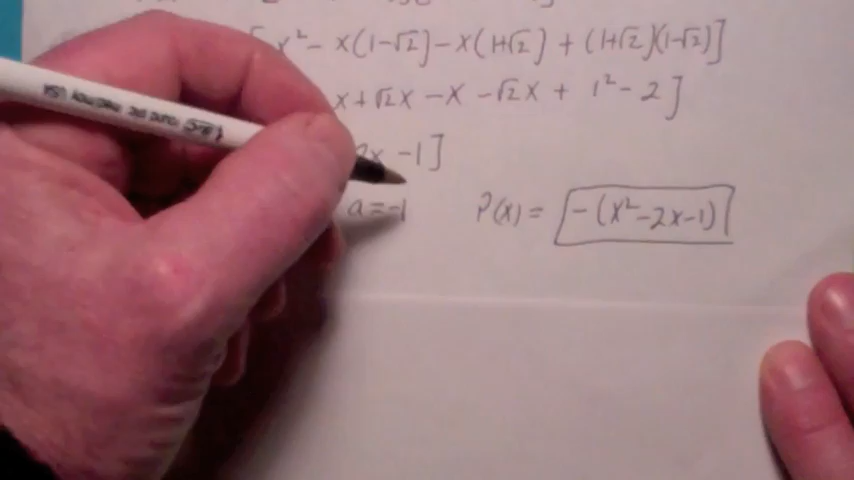 x² - x(1-√2) - x(1+√2) + (1+√2)(1-√2)]
x + √2x - x - √2x + 1² - 2]
2x - 1]
a = -1 P(x) = -(x² - 2x - 1)